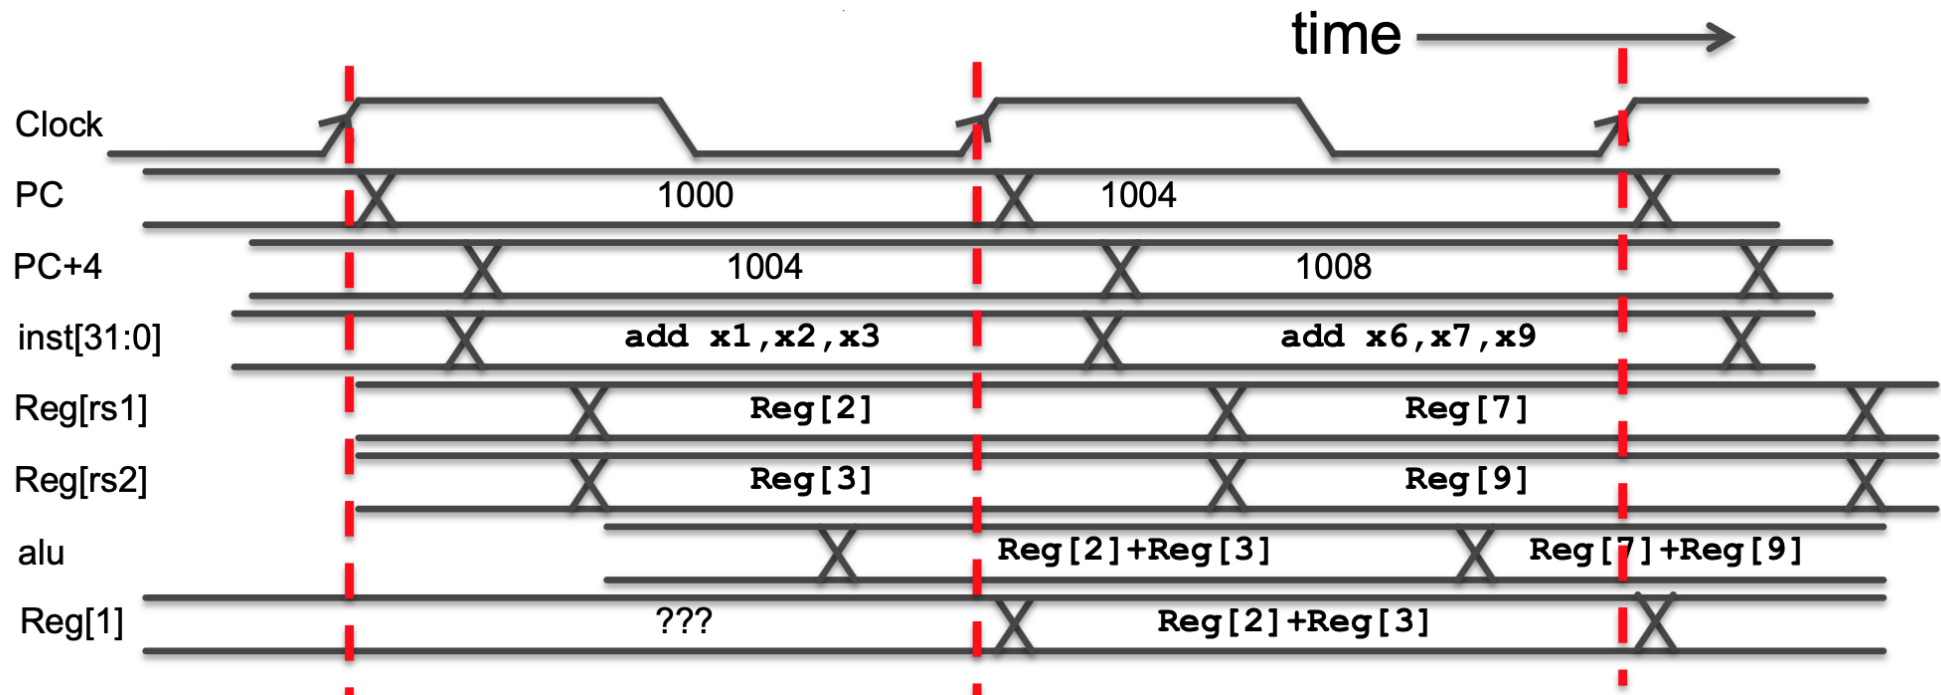 time
Clock
PC 1000 1004
PC+4 1004 1008
inst[31:0] add x1,x2,x3 add x6,x7,x9
Reg[rs1] Reg[2] Reg[7]
Reg[rs2] Reg[3] Reg[9]
alu Reg[2]+Reg[3] Reg[7]+Reg[9]
Reg[1] ??? Reg[2]+Reg[3]